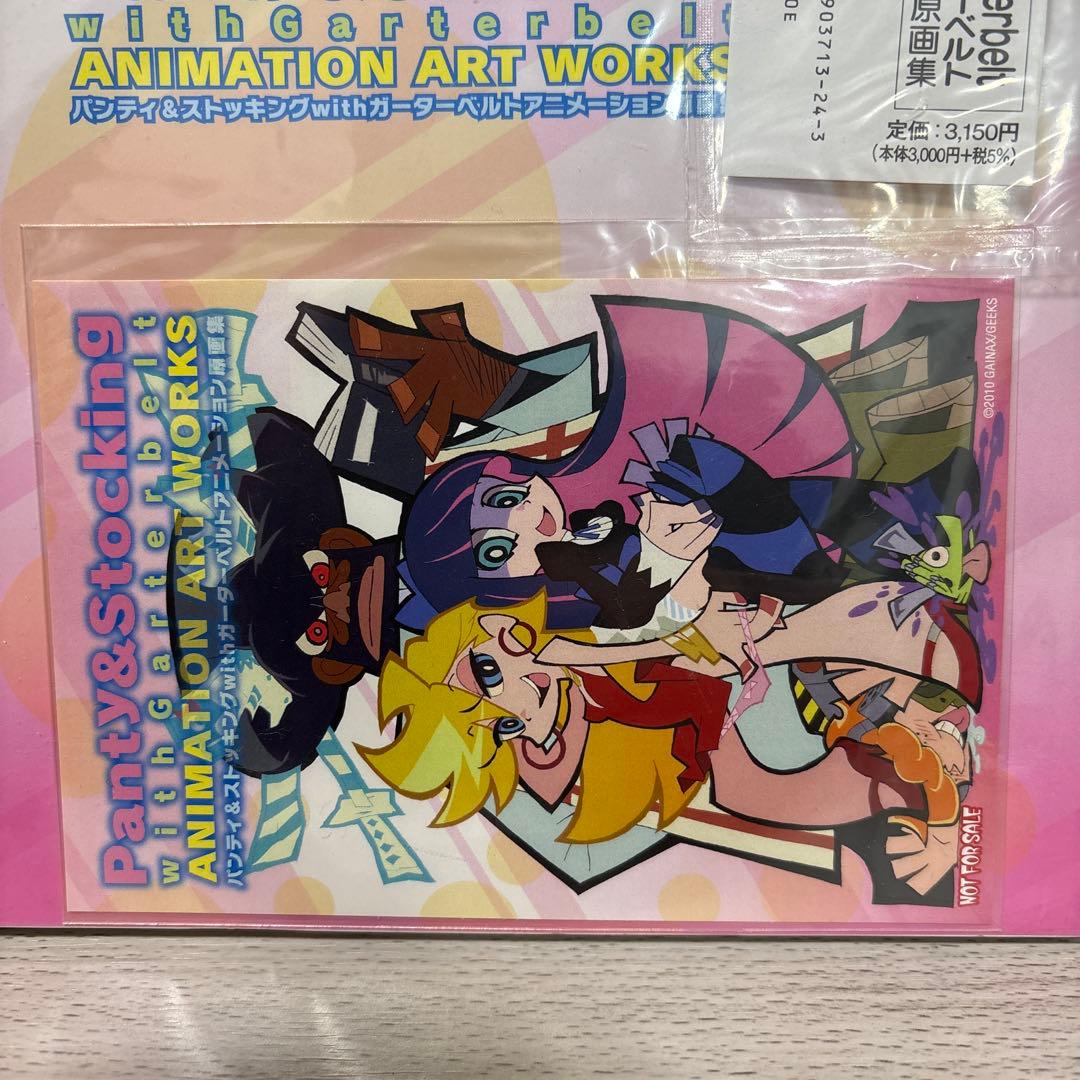 withGarterbelt
ANIMATION ART WORKS
パンティ&ストッキングwithガーターベルトアニメーション
erbelt
ーベルト
原画集
903713-24-3
0E
定価:3,150円
(本体3,000円+税5%)
Panty&Stocking
withGarterbelt
ANIMATION ART WORKS
パンティ&ストッキングwithガーターベルトアニメーション原画集
©2010 GAINAX/GEEKS
NOT FOR SALE